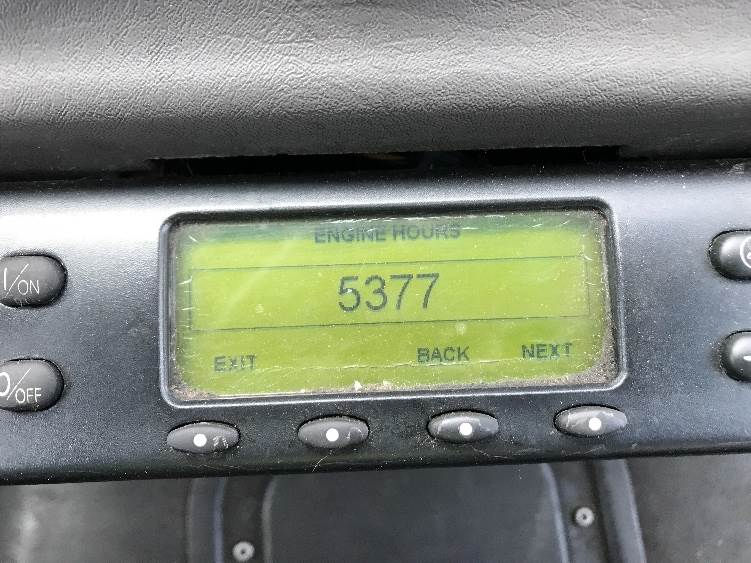 ENGINE HOURS
I/ON
5377
EXIT BACK NEXT
O/OFF